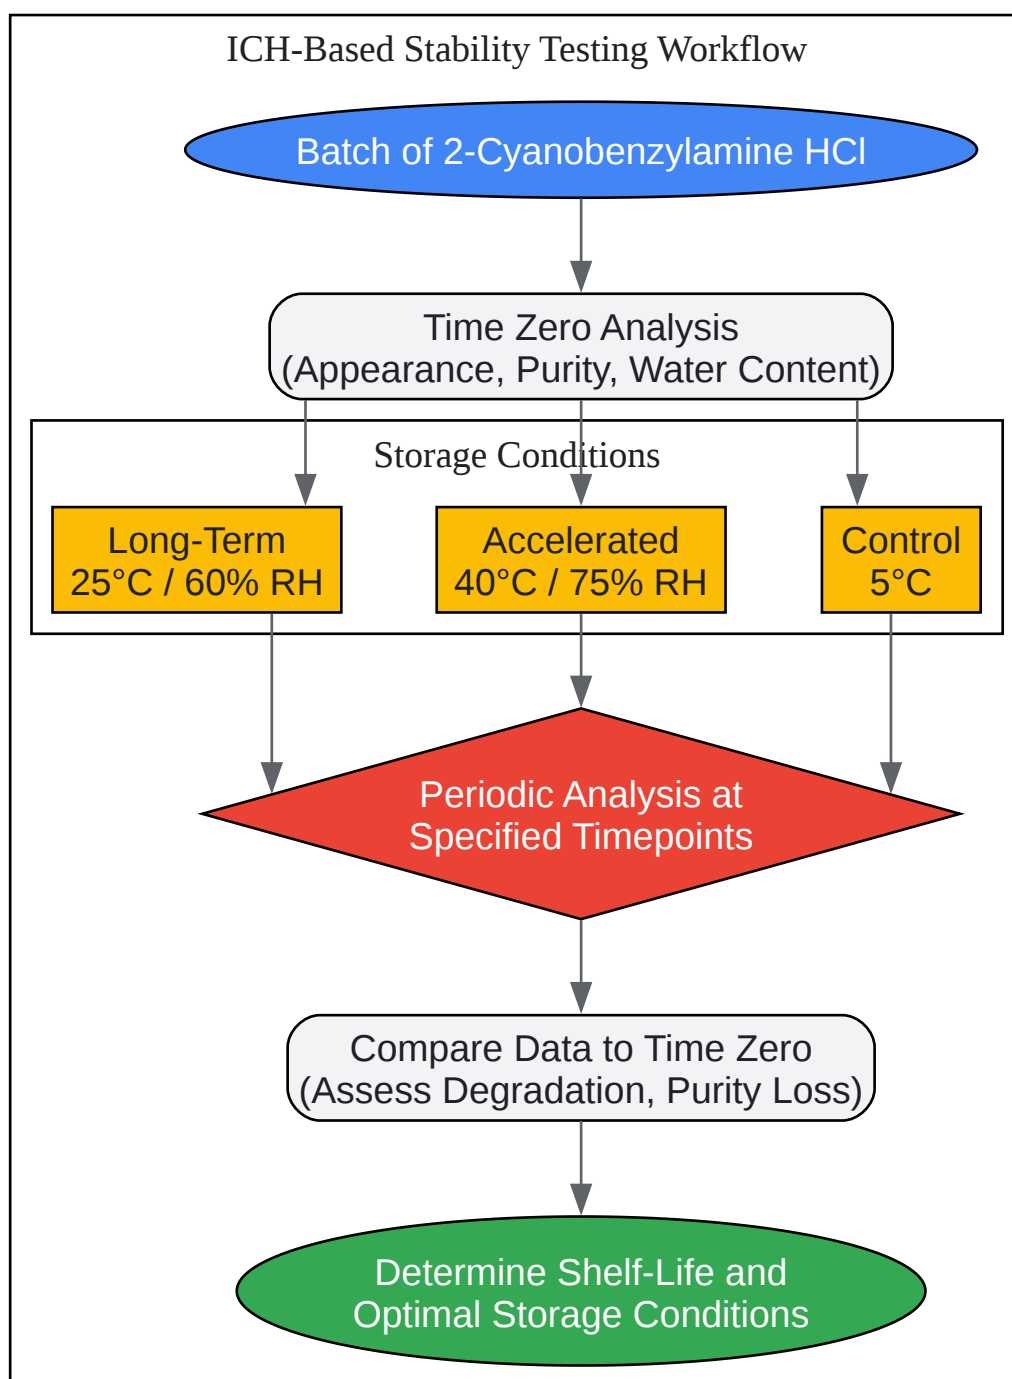 ICH-Based Stability Testing Workflow
Batch of 2-Cyanobenzylamine HCl
Time Zero Analysis
(Appearance, Purity, Water Content)
Storage Conditions
Long-Term
25°C / 60% RH
Accelerated
40°C / 75% RH
Control
5°C
Periodic Analysis at
Specified Timepoints
Compare Data to Time Zero
(Assess Degradation, Purity Loss)
Determine Shelf-Life and
Optimal Storage Conditions